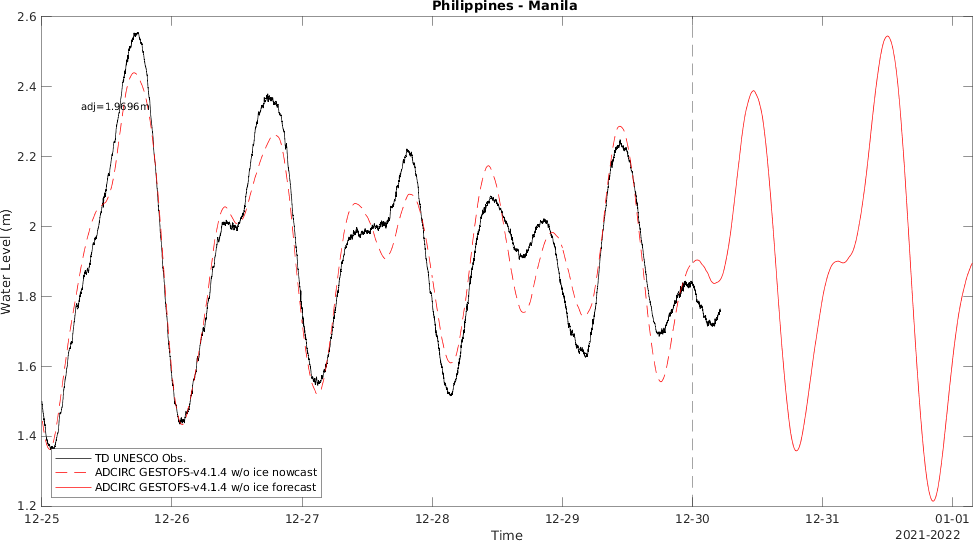 Philippines - Manila
2.6
2.4
2.2
2
1.8
1.6
1.4
1.2
Water Level (m)
adj=1.9696m
TD UNESCO Obs.
ADCIRC GESTOFS-v4.1.4 w/o ice nowcast
ADCIRC GESTOFS-v4.1.4 w/o ice forecast
12-25 12-26 12-27 12-28 12-29 12-30 12-31 01-01
Time
2021-2022